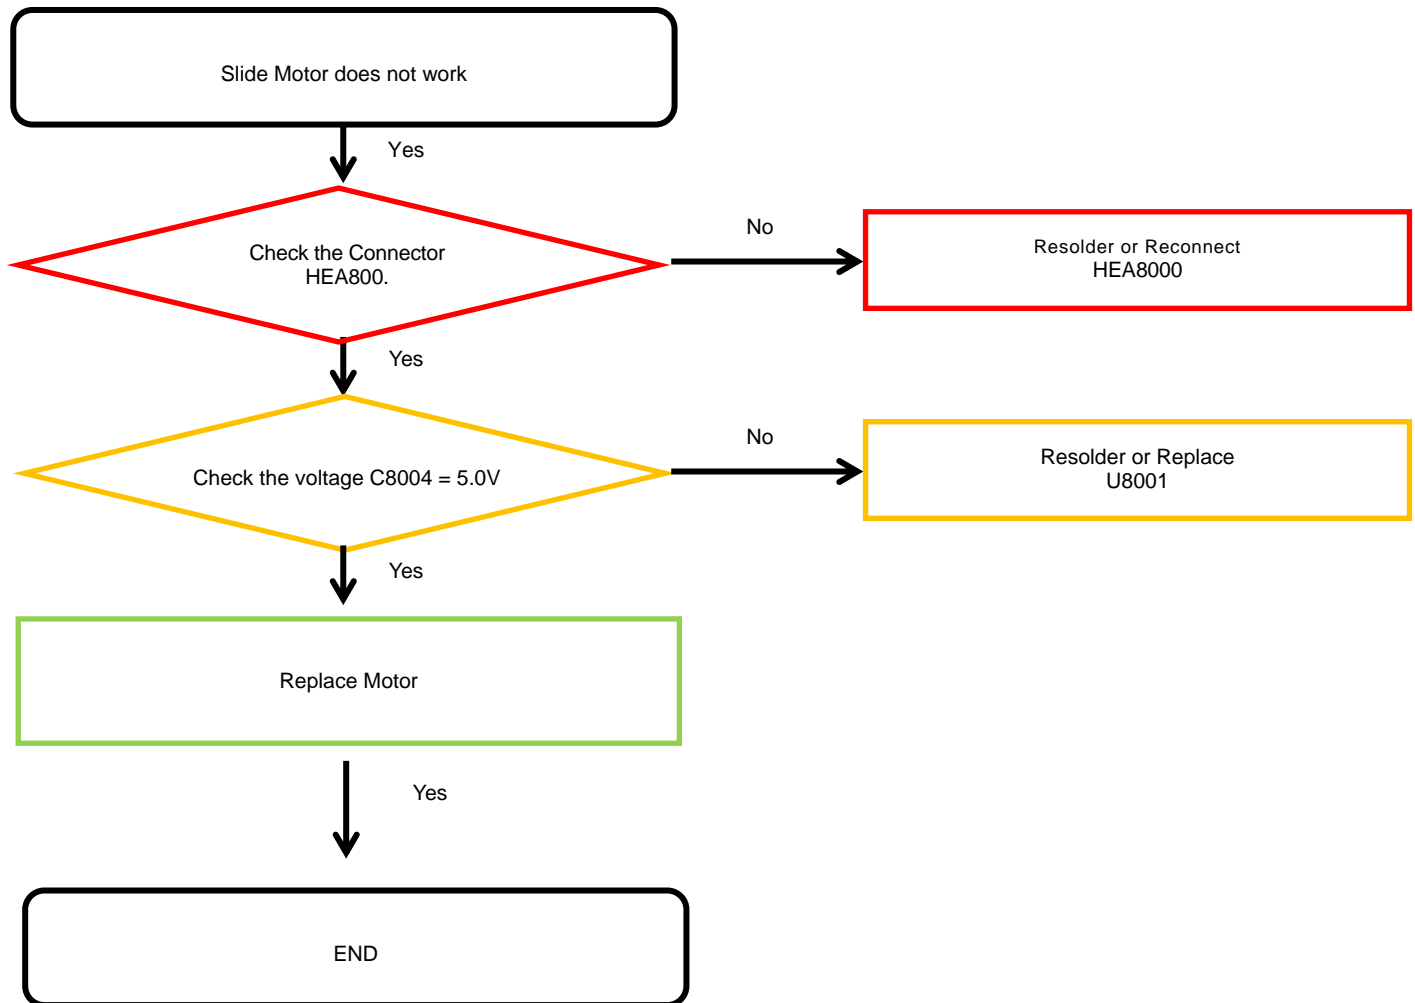 Slide Motor does not work
Yes
Check the Connector
HEA800.
No
Resolder or Reconnect
HEA8000
Yes
Check the voltage C8004 = 5.0V
No
Resolder or Replace
U8001
Yes
Replace Motor
Yes
END